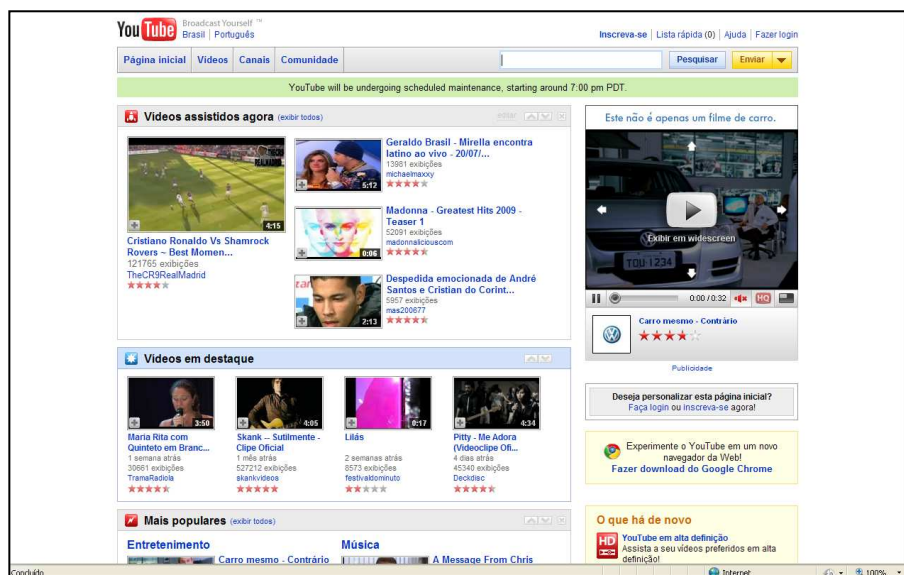 YouTube Broadcast Yourself ™
Brasil | Português
Inscreva-se | Lista rápida (0) | Ajuda | Fazer login
Página inicial Vídeos Canais Comunidade
Pesquisar Enviar
YouTube will be undergoing scheduled maintenance, starting around 7:00 pm PDT.
Vídeos assistidos agora (exibir todos)
editar
4:15
Cristiano Ronaldo Vs Shamrock
Rovers ~ Best Momen...
121765 exibições
TheCR9RealMadrid
5:12
Geraldo Brasil - Mirella encontra
latino ao vivo - 20/07/...
13981 exibições
michaelmaxxy
0:06
Madonna - Greatest Hits 2009 -
Teaser 1
52091 exibições
madonnaliciouscom
2:13
Despedida emocionada de André
Santos e Cristian do Corint...
5957 exibições
mas200677
Vídeos em destaque
3:50
Maria Rita com
Quinteto em Branc...
1 semana atrás
30661 exibições
TramaRadiola
4:05
Skank -- Sutilmente -
Clipe Oficial
1 mês atrás
527212 exibições
skankvideos
0:17
Lilás
2 semanas atrás
8573 exibições
festivaldominuto
4:34
Pitty - Me Adora
(Videoclipe Ofi...
4 dias atrás
45340 exibições
Deckdisc
Mais populares (exibir todos)
Entretenimento
Carro mesmo - Contrário
Música
A Message From Chris
Este não é apenas um filme de carro.
Exibir em widescreen
TOU 1234
0:00 / 0:32
HQ
Carro mesmo - Contrário
Publicidade
Deseja personalizar esta página inicial?
Faça login ou inscreva-se agora!
Experimente o YouTube em um novo
navegador da Web!
Fazer download do Google Chrome
O que há de novo
HD
YouTube em alta definição
Assista a seu vídeos preferidos em alta
definição!
Concluído
Internet
100%